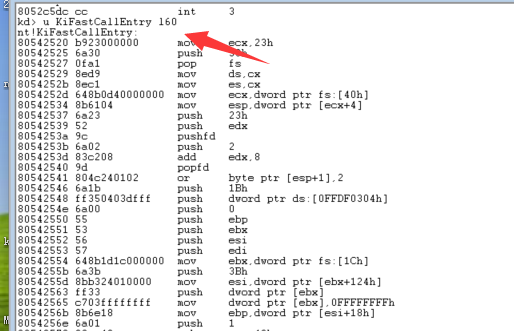 8052c5dc cc int 3
kd> u KiFastCallEntry 160
nt!KiFastCallEntry:
80542520 b923000000 mov ecx,23h
80542525 6a30 push 30h
80542527 0fa1 pop fs
80542529 8ed9 mov ds,cx
8054252b 8ec1 mov es,cx
8054252d 648b0d40000000 mov ecx,dword ptr fs:[40h]
80542534 8b6104 mov esp,dword ptr [ecx+4]
80542537 6a23 push 23h
80542539 52 push edx
8054253a 9c pushfd
8054253b 6a02 push 2
8054253d 83c208 add edx,8
80542540 9d popfd
80542541 804c240102 or byte ptr [esp+1],2
80542546 6a1b push 1Bh
80542548 ff350403dfff push dword ptr ds:[0FFDF0304h]
8054254e 6a00 push 0
80542550 55 push ebp
80542551 53 push ebx
80542552 56 push esi
80542553 57 push edi
80542554 648b1d1c000000 mov ebx,dword ptr fs:[1Ch]
8054255b 6a3b push 3Bh
8054255d 8bb324010000 mov esi,dword ptr [ebx+124h]
80542563 ff33 push dword ptr [ebx]
80542565 c703ffffffff mov dword ptr [ebx],0FFFFFFFFh
8054256b 8b6e18 mov ebp,dword ptr [esi+18h]
8054256e 6a01 push 1